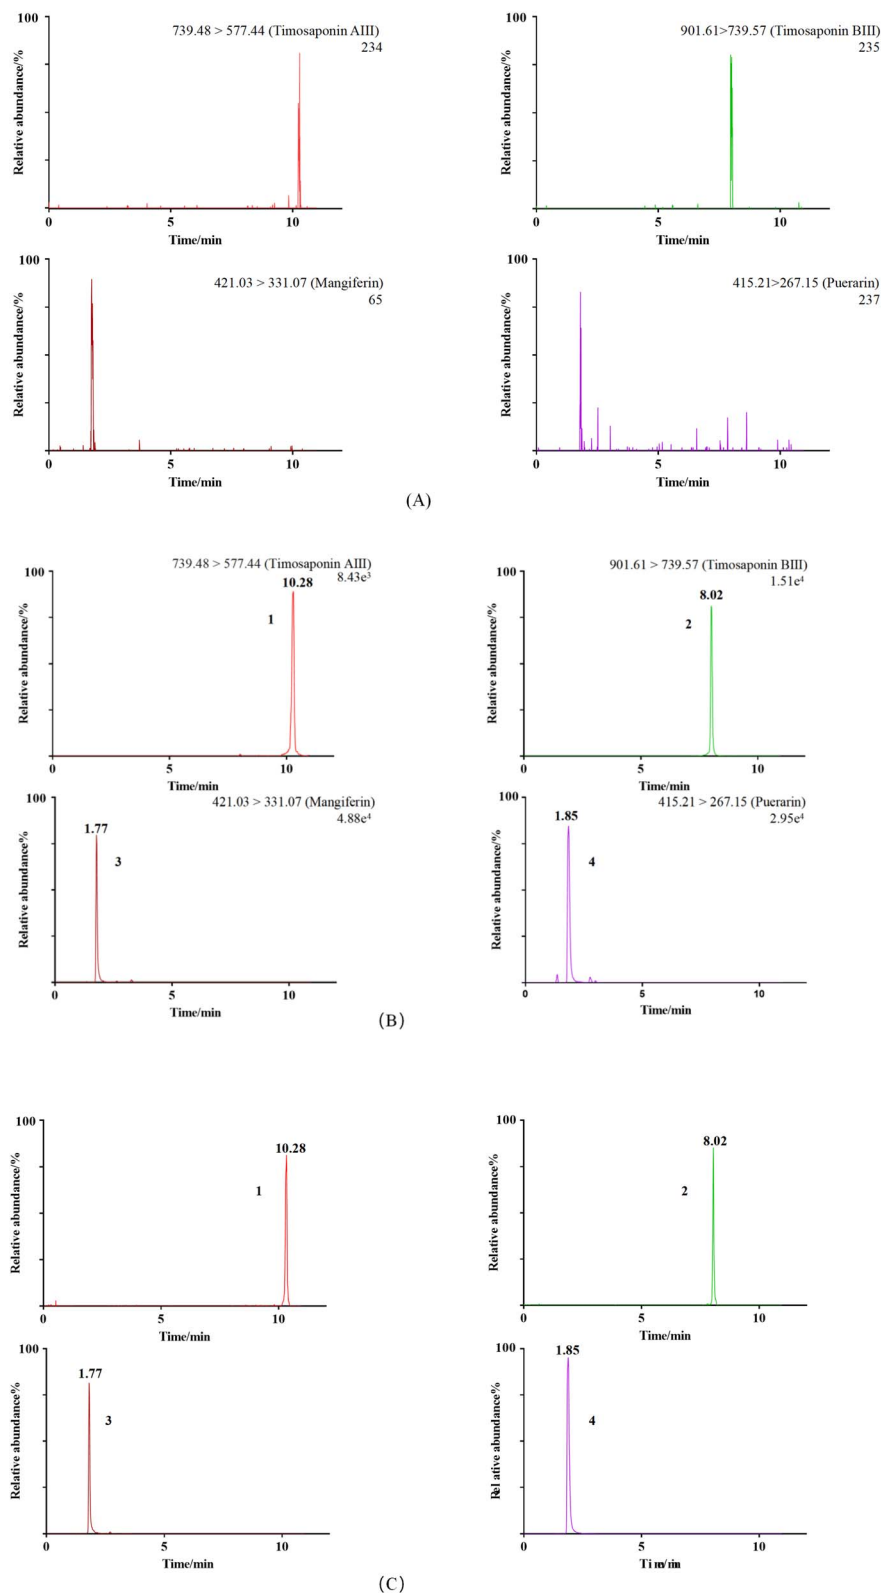 100
739.48 > 577.44 (Timosaponin AIII)
234
Relative abundance/%
0 5 10
Time/min
100
901.61>739.57 (Timosaponin BIII)
235
Relative abundance/%
0 5 10
Time/min
100
421.03 > 331.07 (Mangiferin)
65
Relative abundance/%
0 5 10
Time/min
100
415.21>267.15 (Puerarin)
237
Relative abundance/%
0 5 10
Time/min
(A)
739.48 > 577.44 (Timosaponin AIII)
8.43e³
100
10.28
1
Relative abundance/%
0 5 10
Time/min
901.61 > 739.57 (Timosaponin BIII)
1.51e⁴
100
8.02
2
Relative abundance/%
0 5 10
Time/min
100
421.03 > 331.07 (Mangiferin)
4.88e⁴
1.77
3
Relative abundance%
0 5 10
Time/min
100
415.21 > 267.15 (Puerarin)
2.95e⁴
1.85
4
Relative abundance/%
0 5 10
Time/min
(B)
100
10.28
1
Relative abundance/%
0 5 10
Time/min
100
8.02
2
Relative abundance%
0 5 10
Time/min
100
1.77
3
Relative abundance%
0 5 10
Time/min
100
1.85
4
Relative abundance%
0 5 10
Time/min
(C)